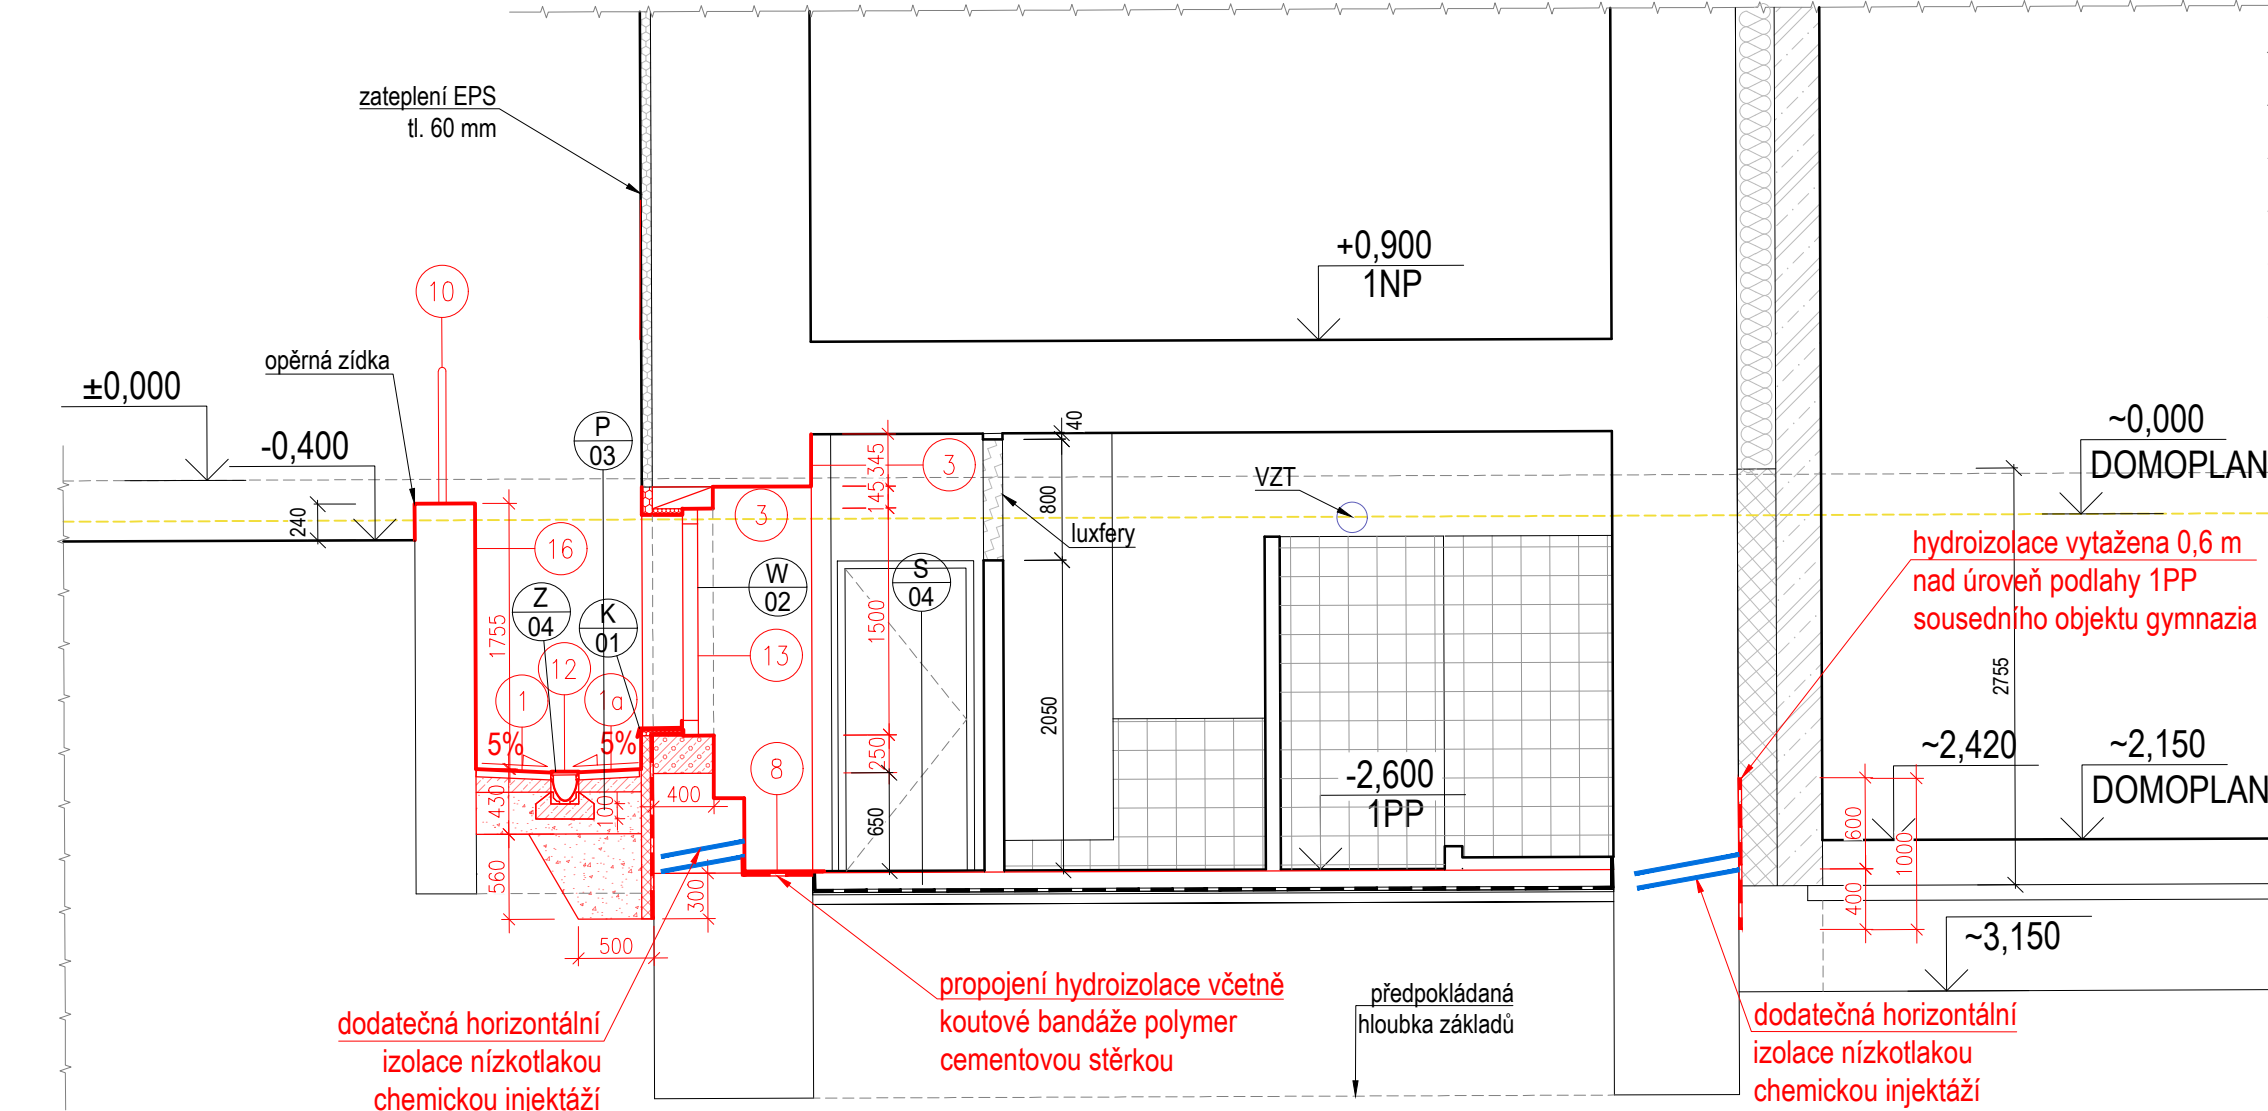 zateplení EPS
tl. 60 mm
+0,900
1NP
10
opěrná zídka
±0,000
-0,400
P
03
240
16
Z
04
K
01
1755
12
1
1a
5%
5%
430
100
560
500
400
300
345
145
3
3
W
02
13
8
1500
250
650
S
04
40
800
luxfery
2050
VZT
-2,600
1PP
~0,000
DOMOPLAN
hydroizolace vytažena 0,6 m
nad úroveň podlahy 1PP
sousedního objektu gymnazia
2755
~2,420
~2,150
DOMOPLAN
600
1000
400
~3,150
dodatečná horizontální
izolace nízkotlakou
chemickou injektáží
propojení hydroizolace včetně
koutové bandáže polymer
cementovou stěrkou
předpokládaná
hloubka základů
dodatečná horizontální
izolace nízkotlakou
chemickou injektáží